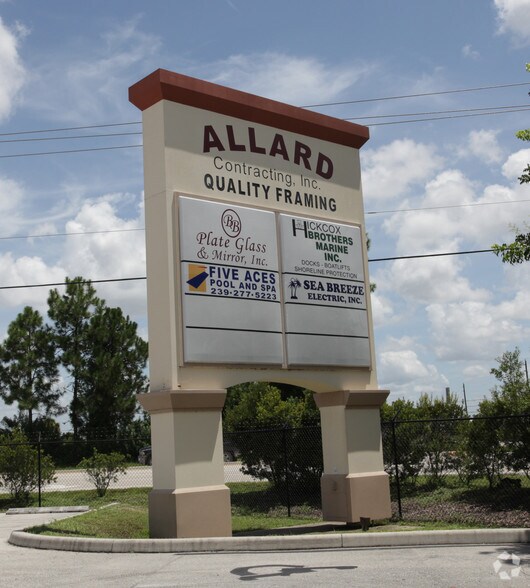 ALLARD
Contracting, Inc.
QUALITY FRAMING
BB
Plate Glass
& Mirror, Inc.
FIVE ACES
POOL AND SPA
239-277-5223
HICKCOX
BROTHERS
MARINE
INC.
DOCKS - BOATLIFTS
SHORELINE PROTECTION
SEA BREEZE
ELECTRIC, INC.